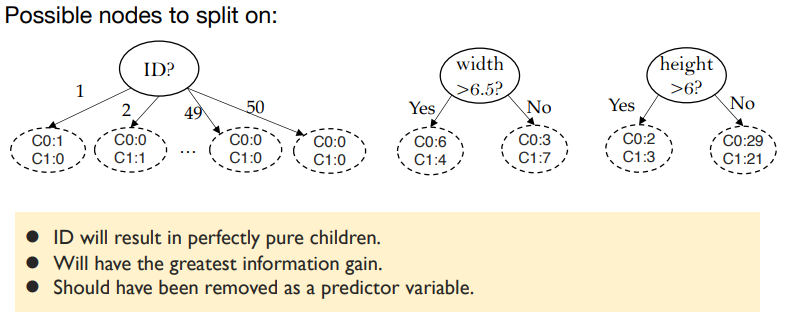 Possible nodes to split on:
ID?
1
2
49
50
C0:1
C1:0
C0:0
C1:1
...
C0:0
C1:0
C0:0
C1:0
width
>6.5?
Yes
No
C0:6
C1:4
C0:3
C1:7
height
>6?
Yes
No
C0:2
C1:3
C0:29
C1:21
● ID will result in perfectly pure children.
● Will have the greatest information gain.
● Should have been removed as a predictor variable.